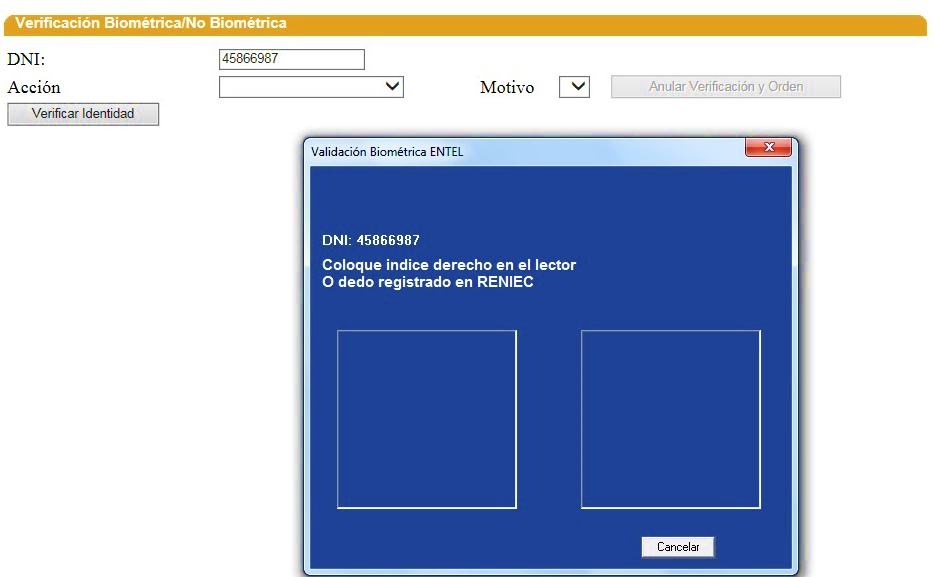 Verificación Biométrica/No Biométrica
DNI: 45866987
Acción Motivo Anular Verificación y Orden
Verificar Identidad
Validación Biométrica ENTEL
DNI: 45866987
Coloque indice derecho en el lector
O dedo registrado en RENIEC
Cancelar